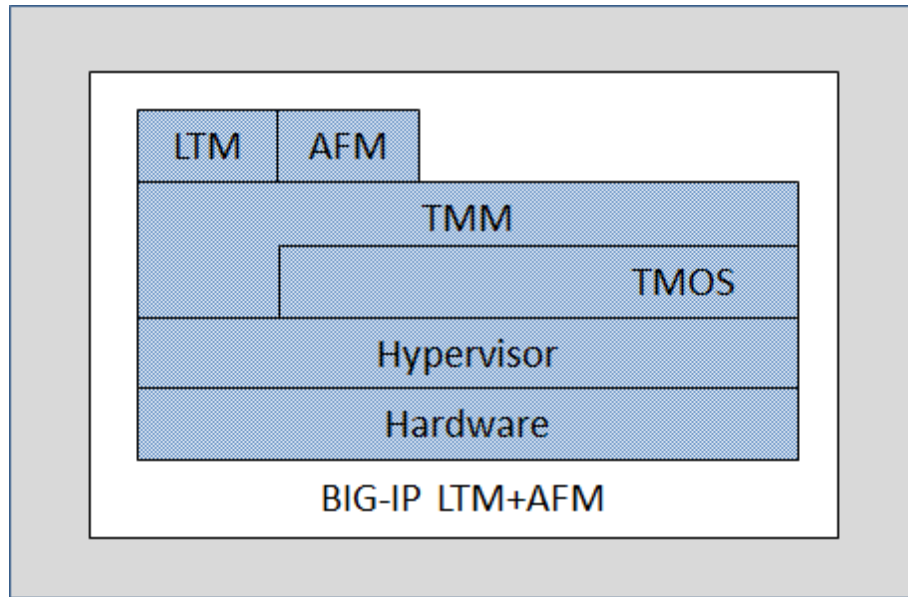 LTM AFM
TMM
TMOS
Hypervisor
Hardware
BIG-IP LTM+AFM